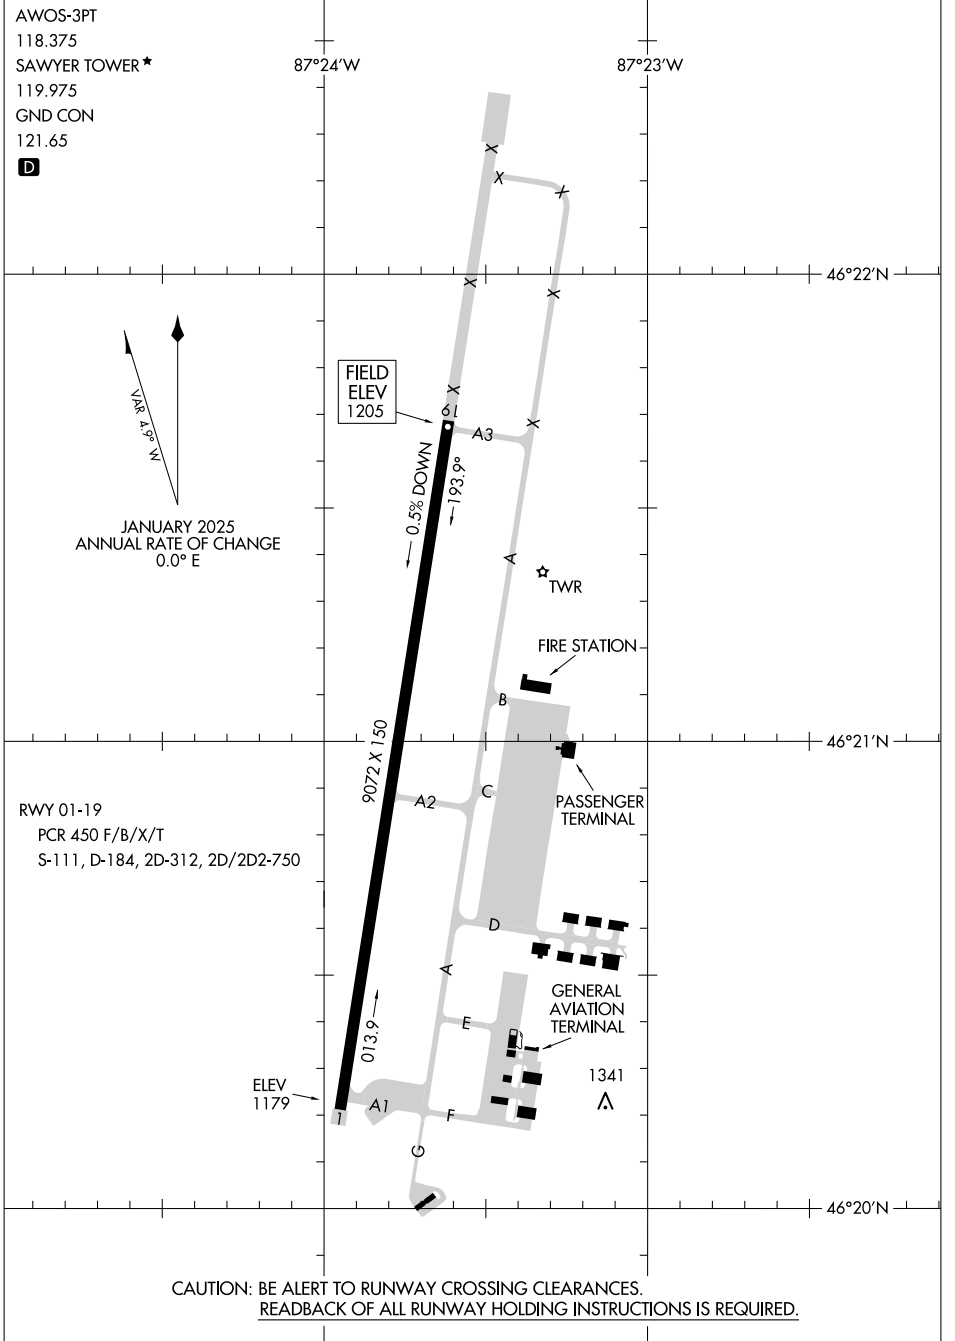 AWOS-3PT
118.375
SAWYER TOWER★
119.975
GND CON
121.65
D
87°24'W
87°23'W
X
X
X
X
X
46°22'N
VAR 4.9° W
JANUARY 2025
ANNUAL RATE OF CHANGE
0.0° E
FIELD
ELEV
1205
X
19
X
A3
0.5% DOWN
193.9°
A
TWR
FIRE STATION
B
9072 X 150
46°21'N
PASSENGER
TERMINAL
C
A2
RWY 01-19
PCR 450 F/B/X/T
S-111, D-184, 2D-312, 2D/2D2-750
D
A
GENERAL
AVIATION
TERMINAL
E
013.9
ELEV
1179
1341
A1
F
1
G
46°20'N
CAUTION: BE ALERT TO RUNWAY CROSSING CLEARANCES.
READBACK OF ALL RUNWAY HOLDING INSTRUCTIONS IS REQUIRED.